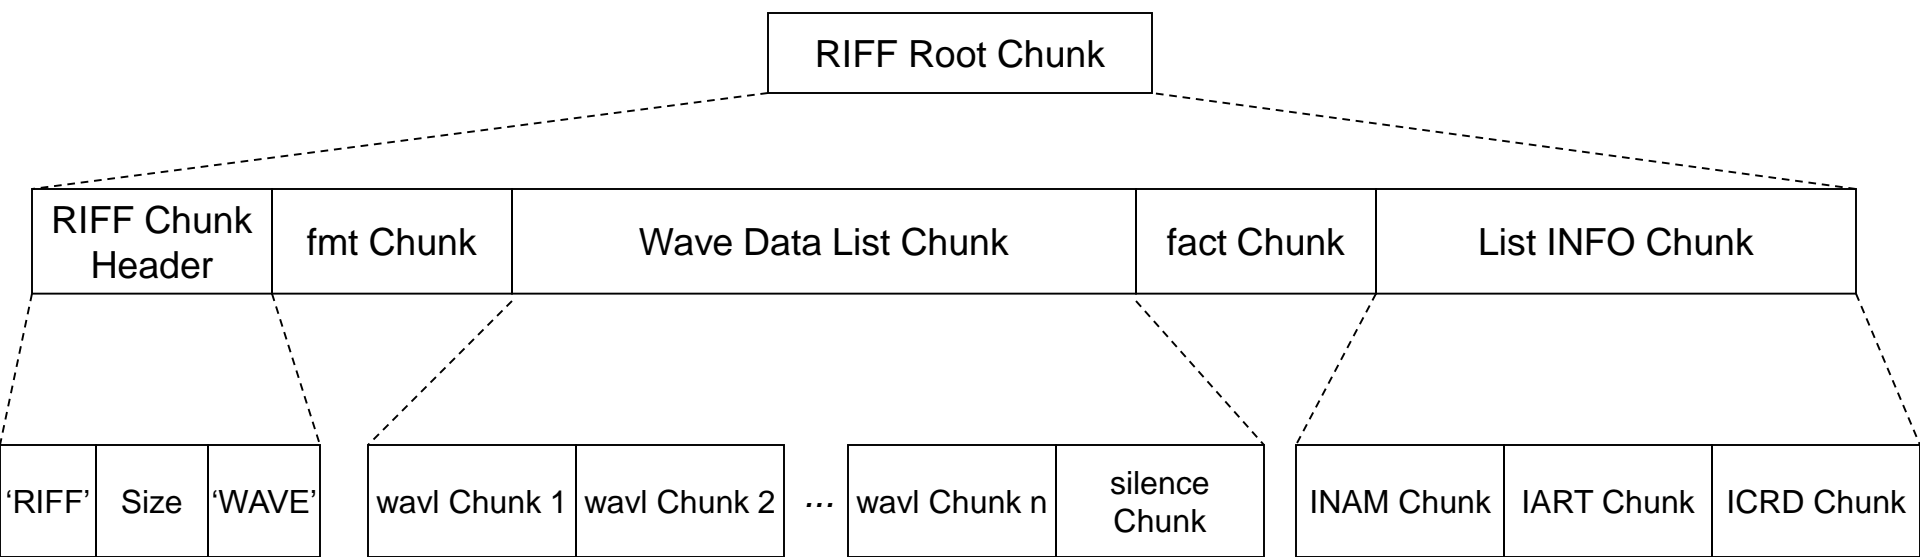 RIFF Root Chunk
RIFF Chunk
Header
fmt Chunk
Wave Data List Chunk
fact Chunk
List INFO Chunk
‘RIFF’
Size
‘WAVE’
wavl Chunk 1
wavl Chunk 2
...
wavl Chunk n
silence
Chunk
INAM Chunk
IART Chunk
ICRD Chunk